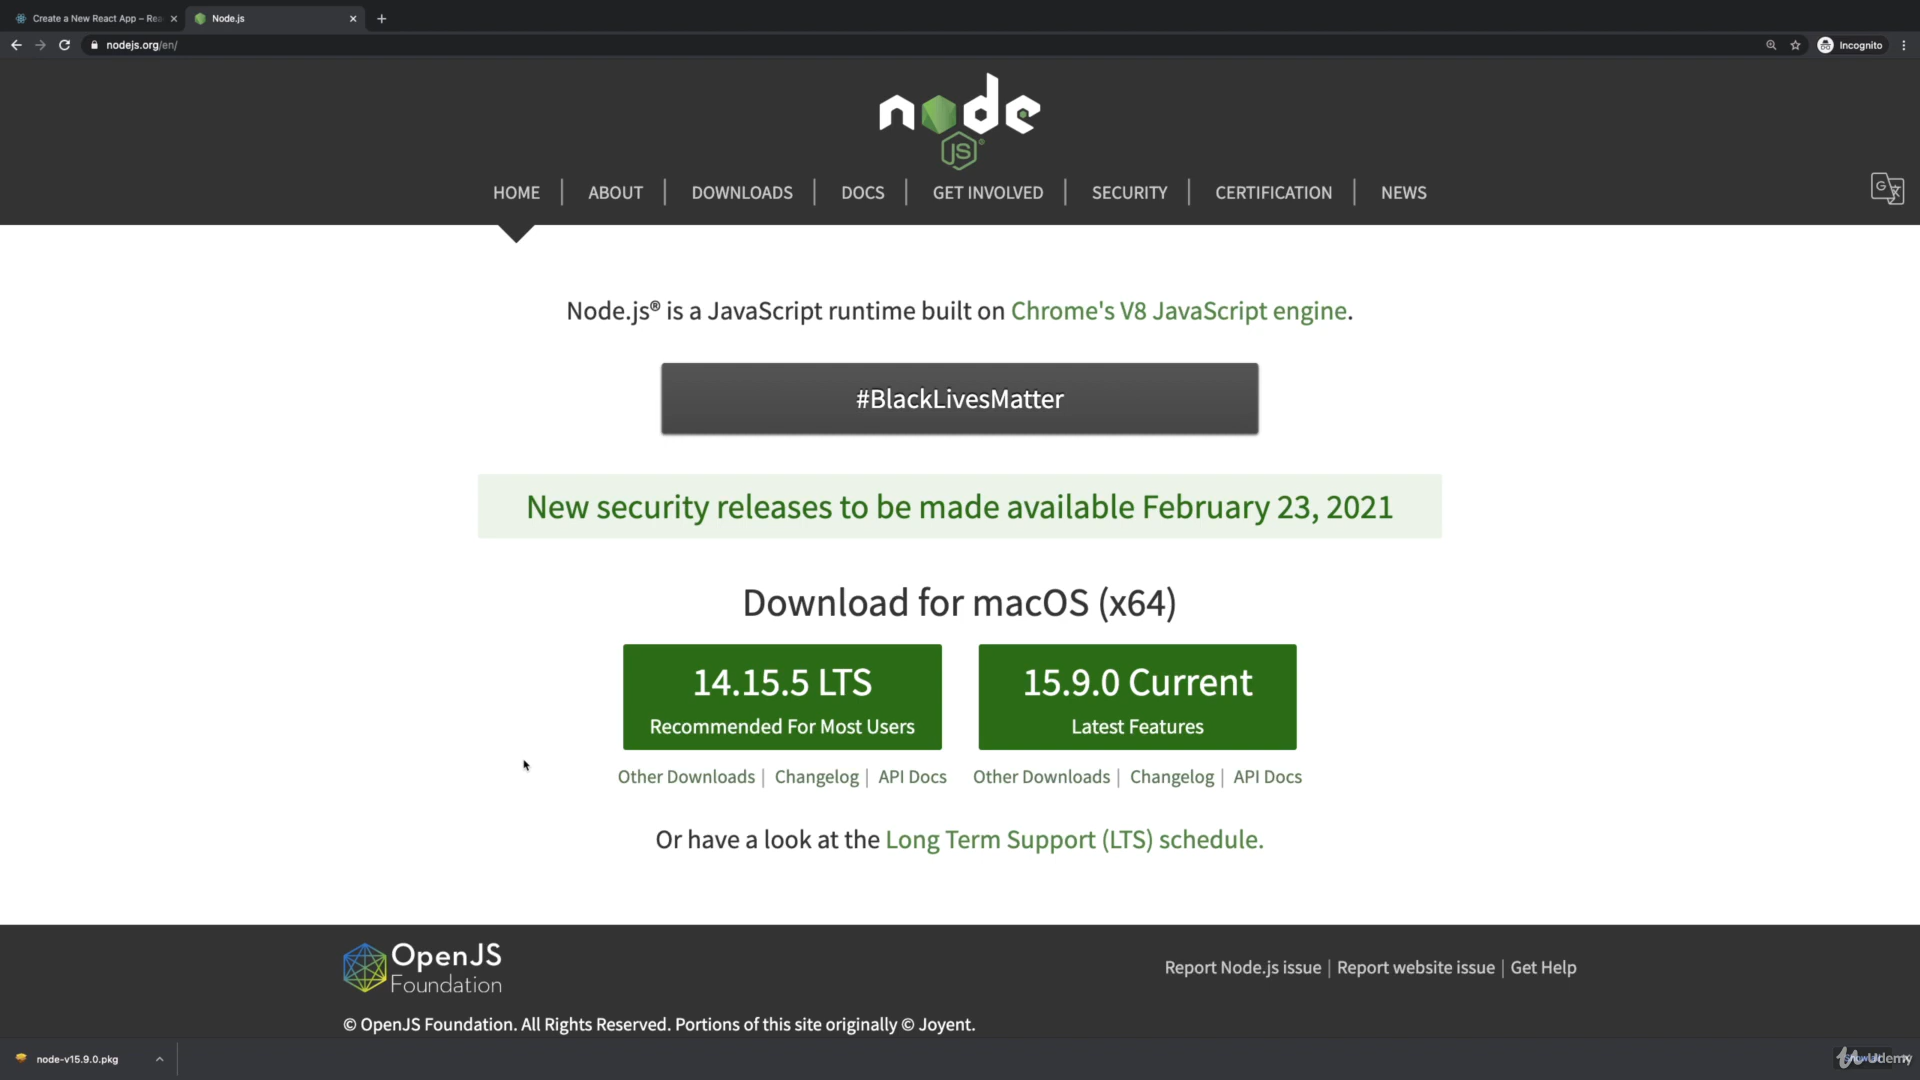 Create a New React App – Rea
Node.js
nodejs.org/en/
Incognito
node
JS
HOME
ABOUT
DOWNLOADS
DOCS
GET INVOLVED
SECURITY
CERTIFICATION
NEWS
Node.js® is a JavaScript runtime built on Chrome's V8 JavaScript engine.
#BlackLivesMatter
New security releases to be made available February 23, 2021
Download for macOS (x64)
14.15.5 LTS
Recommended For Most Users
15.9.0 Current
Latest Features
Other Downloads | Changelog | API Docs
Other Downloads | Changelog | API Docs
Or have a look at the Long Term Support (LTS) schedule.
OpenJS
Foundation
Report Node.js issue | Report website issue | Get Help
© OpenJS Foundation. All Rights Reserved. Portions of this site originally © Joyent.
node-v15.9.0.pkg
Udemy